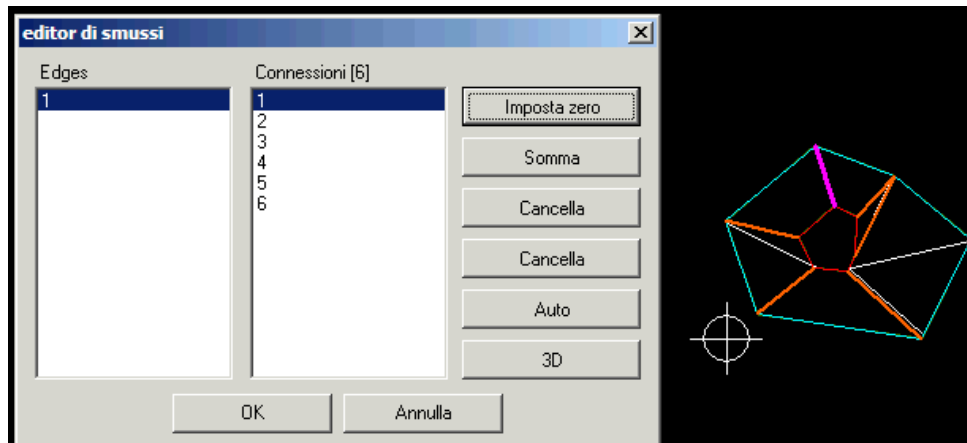 editor di smussi
Edges
Connessioni [6]
1
1
2
3
4
5
6
Imposta zero
Somma
Cancella
Cancella
Auto
3D
OK
Annulla